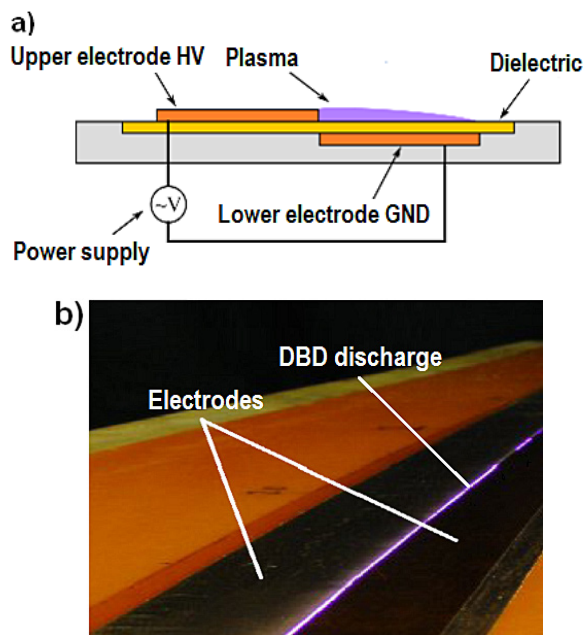 a)
Upper electrode HV
Plasma
Dielectric
~V
Lower electrode GND
Power supply
b)
DBD discharge
Electrodes